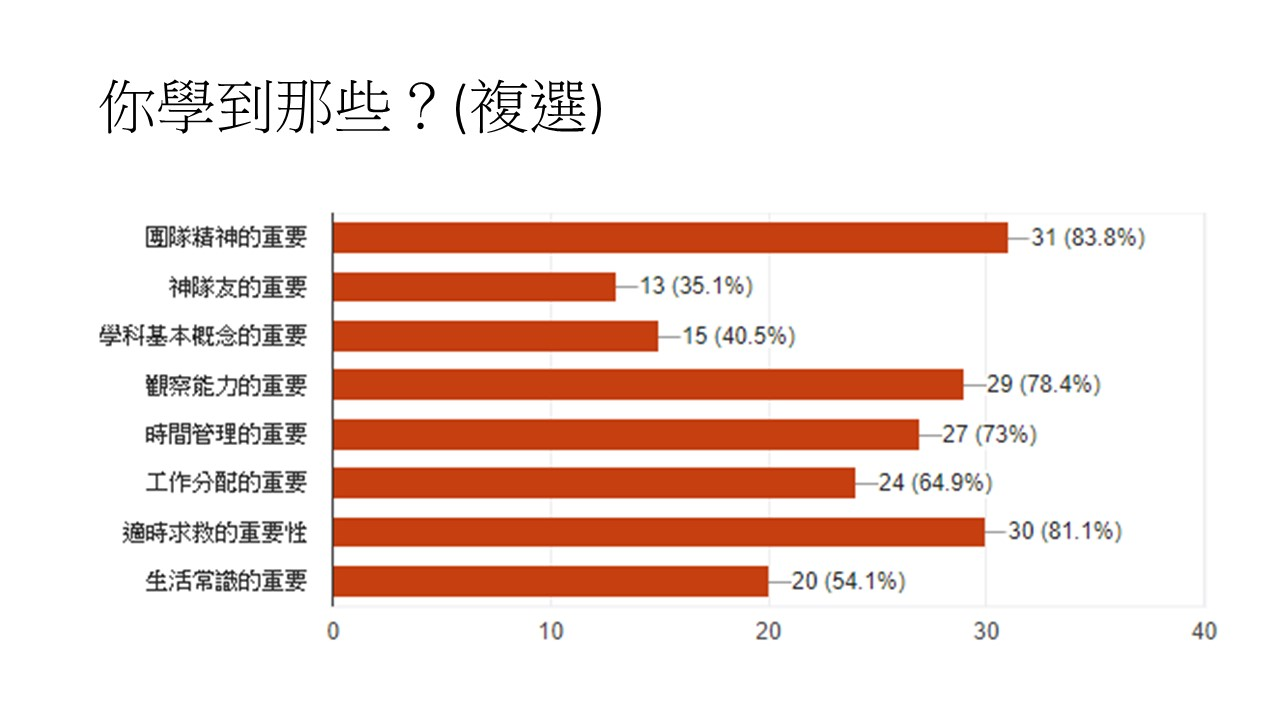 你學到那些？(複選)
團隊精神的重要 31 (83.8%)
神隊友的重要 13 (35.1%)
學科基本概念的重要 15 (40.5%)
觀察能力的重要 29 (78.4%)
時間管理的重要 27 (73%)
工作分配的重要 24 (64.9%)
適時求救的重要性 30 (81.1%)
生活常識的重要 20 (54.1%)
0 10 20 30 40